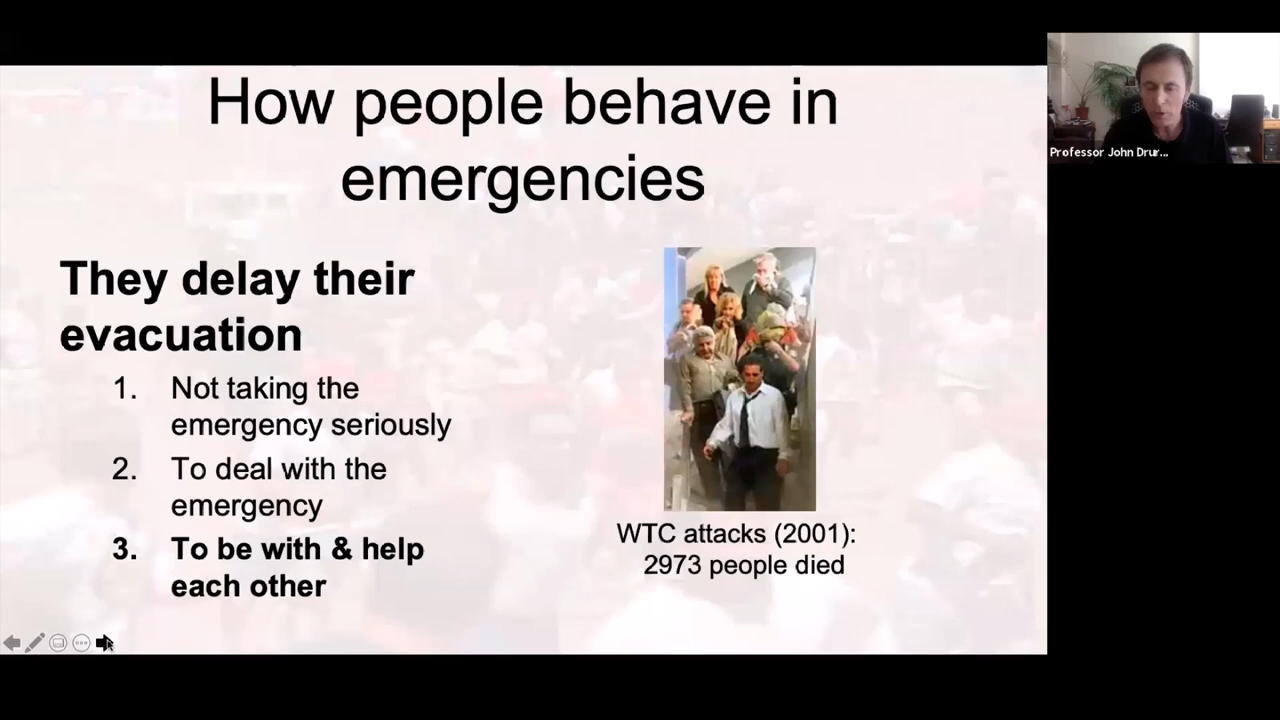 How people behave in
emergencies
They delay their
evacuation
1. Not taking the
emergency seriously
2. To deal with the
emergency
3. To be with & help
each other
WTC attacks (2001):
2973 people died
Professor John Drur...